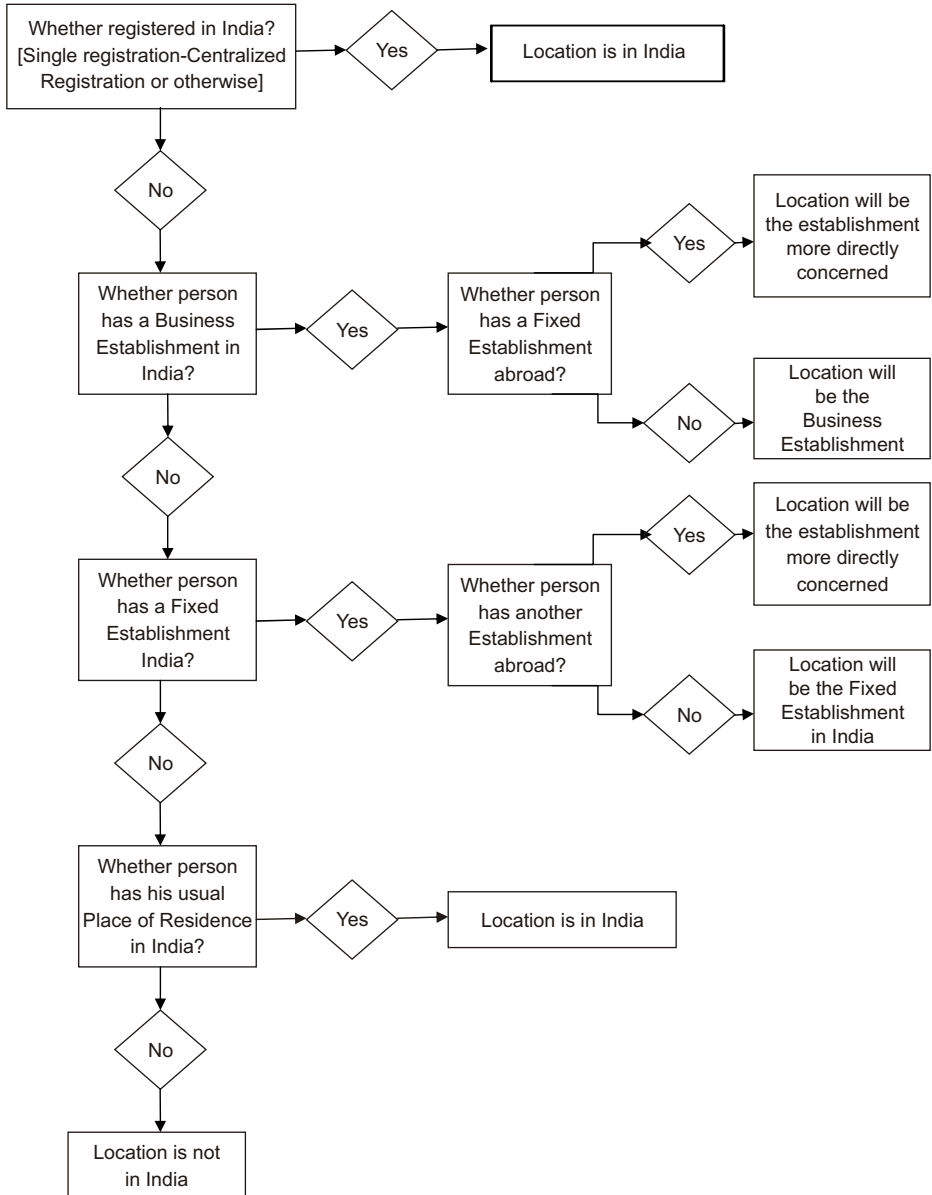 Whether registered in India?
[Single registration-Centralized
Registration or otherwise]
Yes
Location is in India
No
Whether person
has a Business
Establishment in
India?
Yes
Whether person
has a Fixed
Establishment
abroad?
Yes
Location will be
the establishment
more directly
concerned
No
Location will
be the
Business
Establishment
No
Whether person
has a Fixed
Establishment
India?
Yes
Whether person
has another
Establishment
abroad?
Yes
Location will be
the establishment
more directly
concerned
No
Location will
be the Fixed
Establishment
in India
No
Whether person
has his usual
Place of Residence
in India?
Yes
Location is in India
No
Location is not
in India